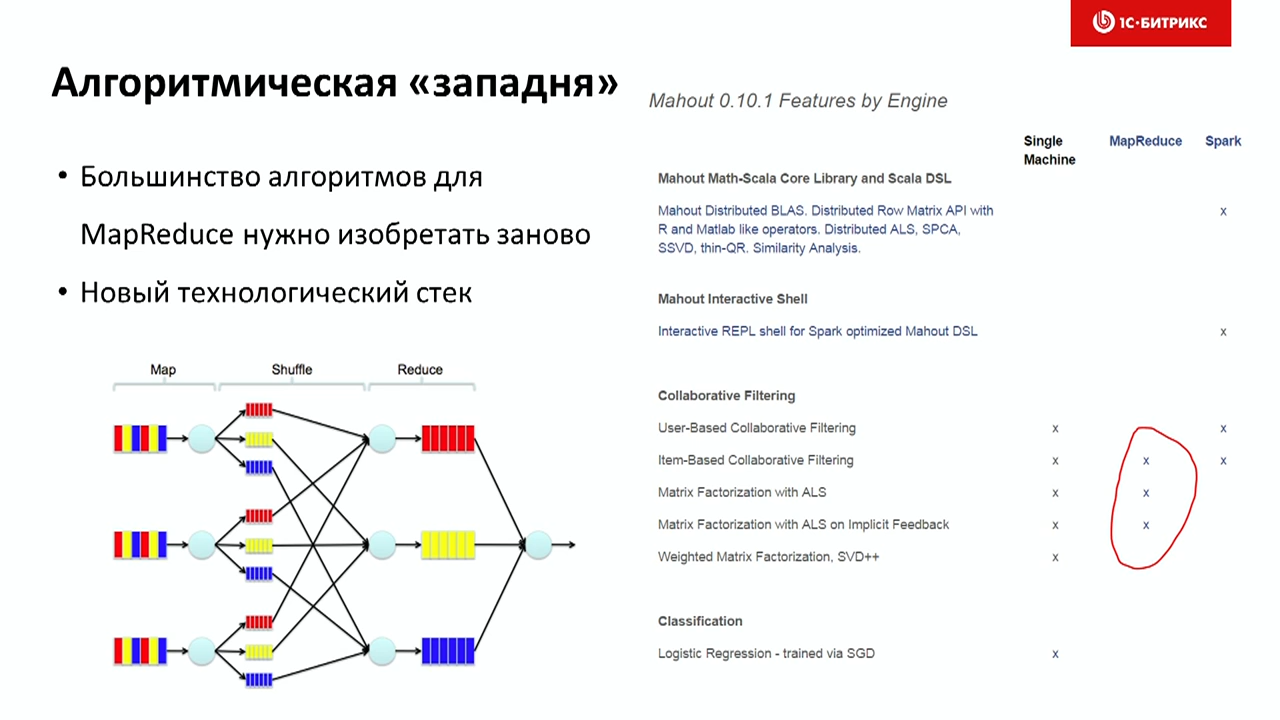 1С·БИТРИКС
Алгоритмическая «западня»
• Большинство алгоритмов для
MapReduce нужно изобретать заново
• Новый технологический стек
Map Shuffle Reduce
Mahout 0.10.1 Features by Engine
Single
Machine
MapReduce
Spark
Mahout Math-Scala Core Library and Scala DSL
Mahout Distributed BLAS. Distributed Row Matrix API with x
R and Matlab like operators. Distributed ALS, SPCA,
SSVD, thin-QR. Similarity Analysis.
Mahout Interactive Shell
Interactive REPL shell for Spark optimized Mahout DSL x
Collaborative Filtering
User-Based Collaborative Filtering x x
Item-Based Collaborative Filtering x x x
Matrix Factorization with ALS x x
Matrix Factorization with ALS on Implicit Feedback x x
Weighted Matrix Factorization, SVD++ x
Classification
Logistic Regression - trained via SGD x